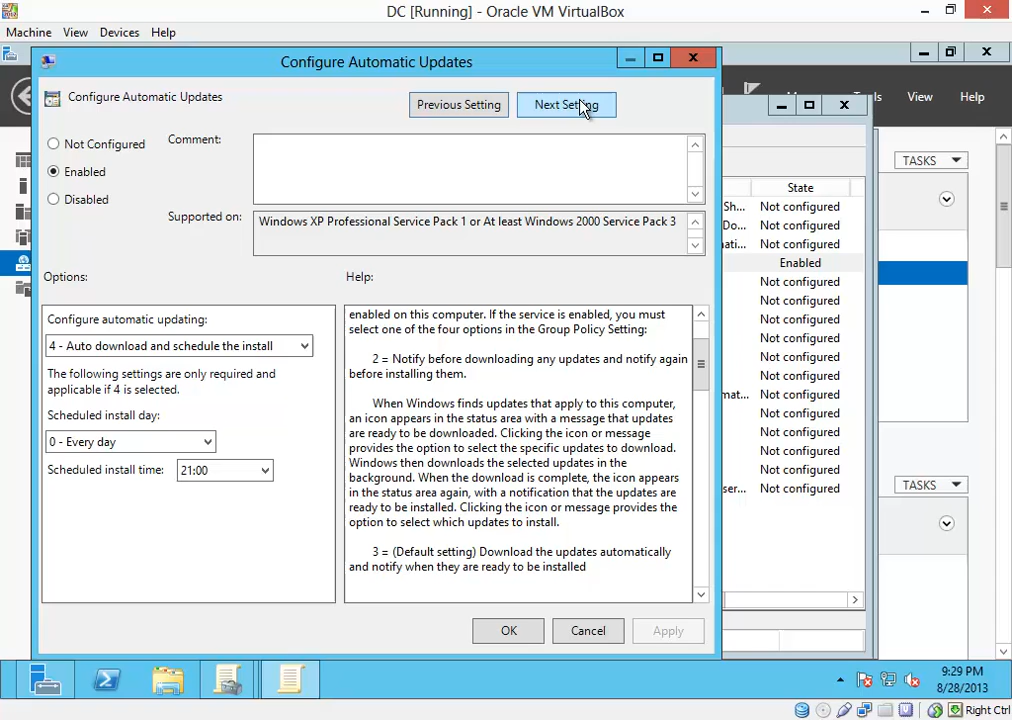 DC [Running] - Oracle VM VirtualBox
Machine View Devices Help
Configure Automatic Updates
Tools View Help
Configure Automatic Updates
Previous Setting
Next Setting
Not Configured
Enabled
Disabled
Comment:
Supported on:
Windows XP Professional Service Pack 1 or At least Windows 2000 Service Pack 3
Options:
Help:
Configure automatic updating:
4 - Auto download and schedule the install
The following settings are only required and
applicable if 4 is selected.
Scheduled install day:
0 - Every day
Scheduled install time: 21:00
enabled on this computer. If the service is enabled, you must
select one of the four options in the Group Policy Setting:
2 = Notify before downloading any updates and notify again
before installing them.
When Windows finds updates that apply to this computer,
an icon appears in the status area with a message that updates
are ready to be downloaded. Clicking the icon or message
provides the option to select the specific updates to download.
Windows then downloads the selected updates in the
background. When the download is complete, the icon appears
in the status area again, with a notification that the updates are
ready to be installed. Clicking the icon or message provides the
option to select which updates to install.
3 = (Default setting) Download the updates automatically
and notify when they are ready to be installed
OK
Cancel
Apply
State
Sh... Not configured
Do... Not configured
ati... Not configured
Enabled
Not configured
Not configured
Not configured
Not configured
Not configured
Not configured
mat... Not configured
Not configured
Not configured
Not configured
Not configured
ser... Not configured
TASKS
TASKS
9:29 PM
8/28/2013
Right Ctrl